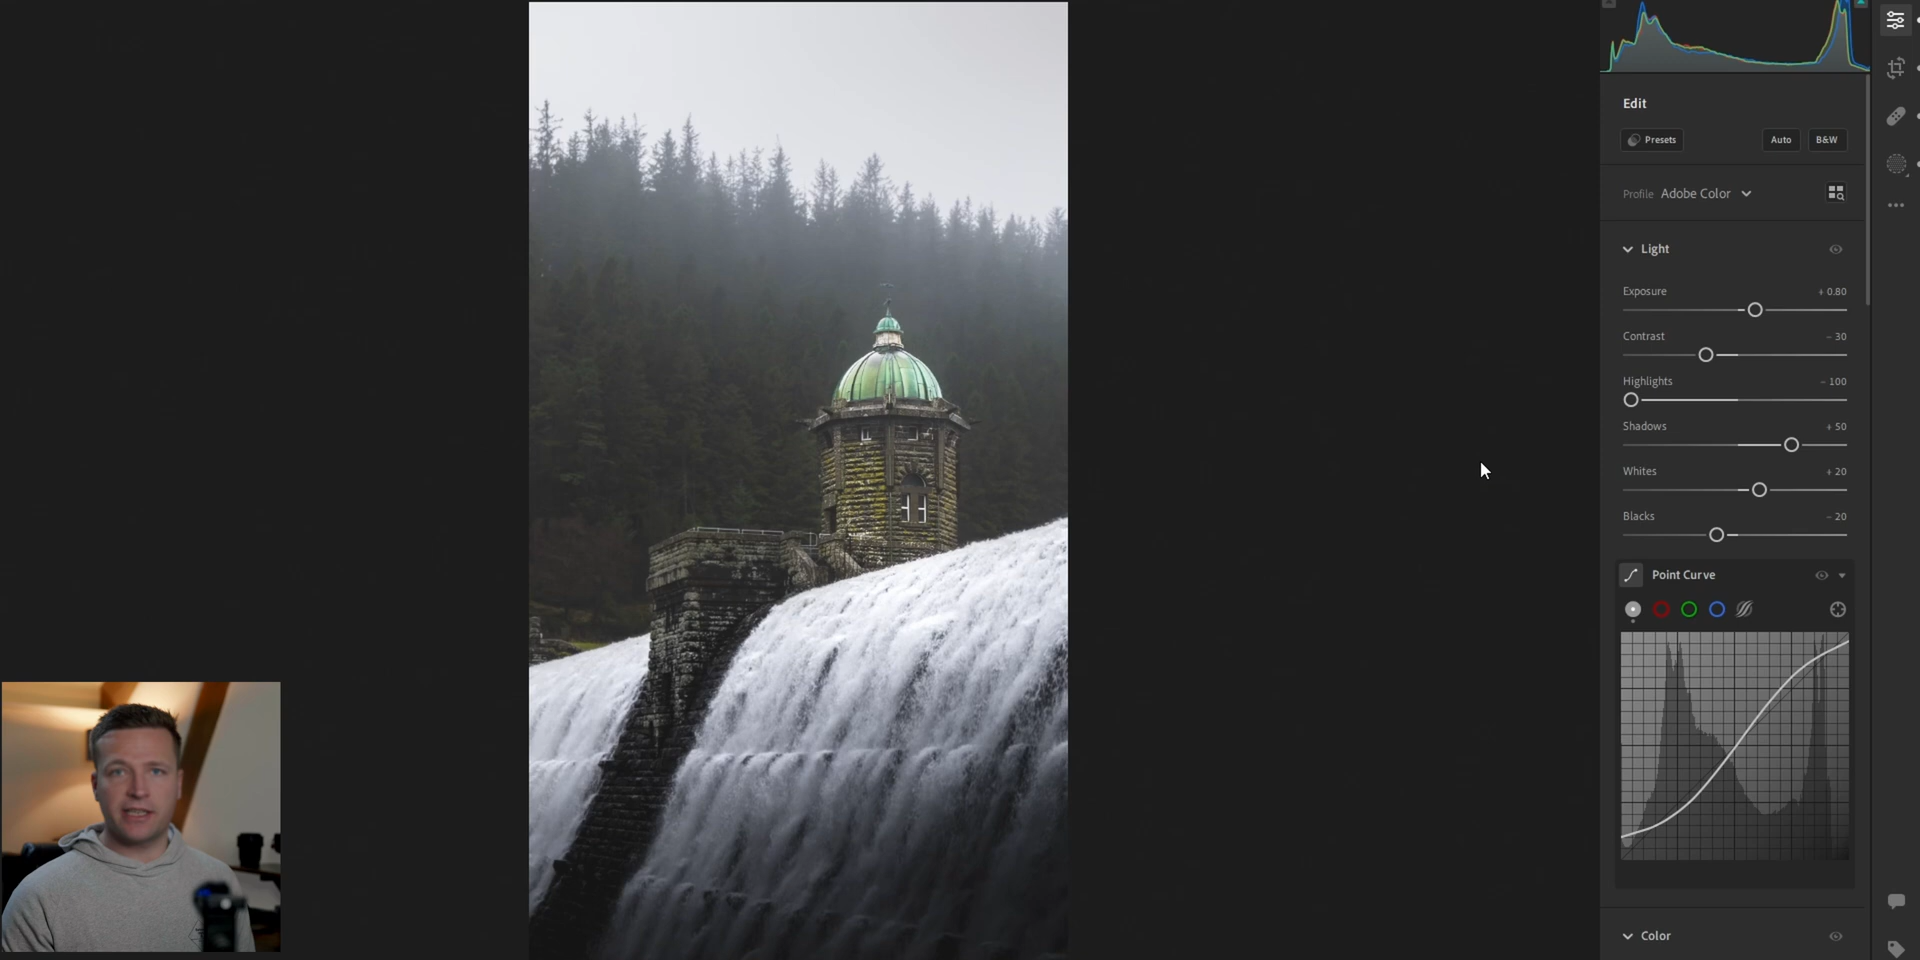 Edit
Presets Auto B&W
Profile Adobe Color
Light
Exposure + 0.80
Contrast − 30
Highlights − 100
Shadows + 50
Whites + 20
Blacks − 20
Point Curve
Color